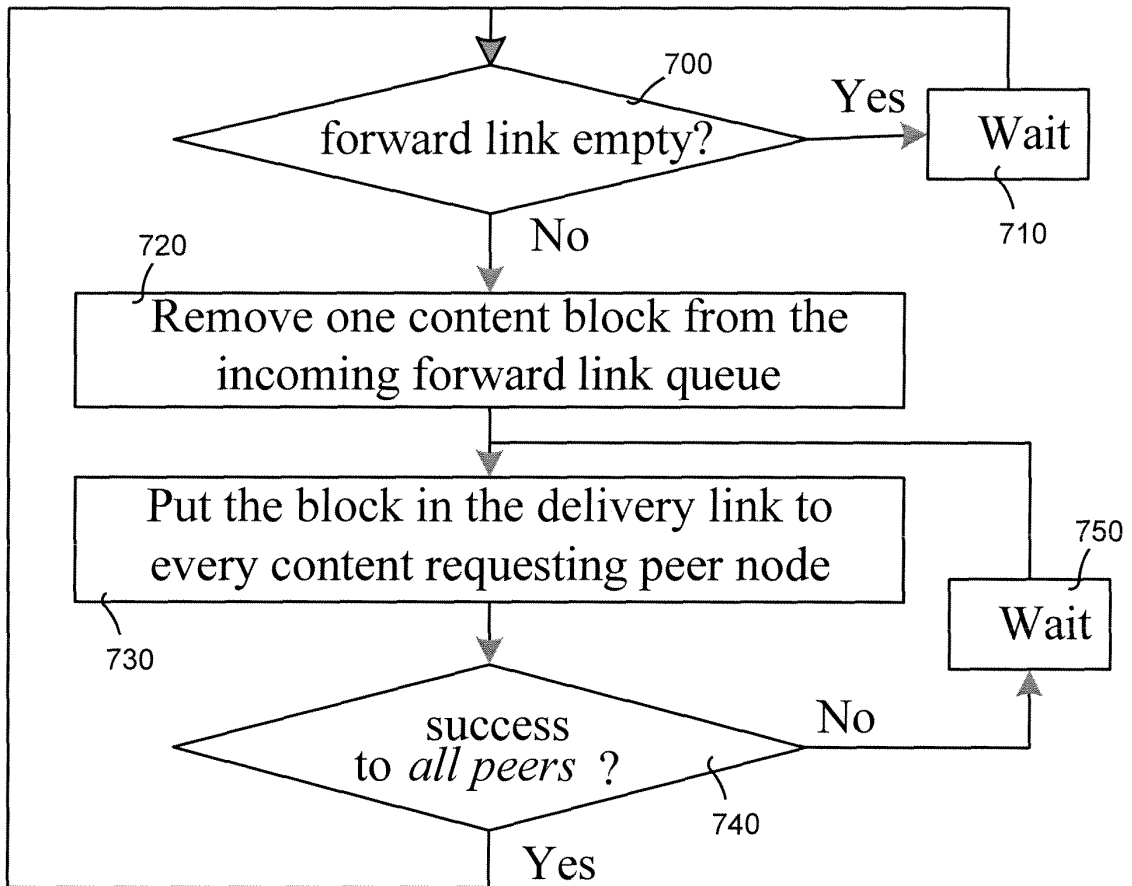 700
forward link empty?
Yes
Wait
710
No
720
Remove one content block from the
incoming forward link queue
Put the block in the delivery link to
every content requesting peer node
730
750
Wait
success
to all peers ?
No
740
Yes